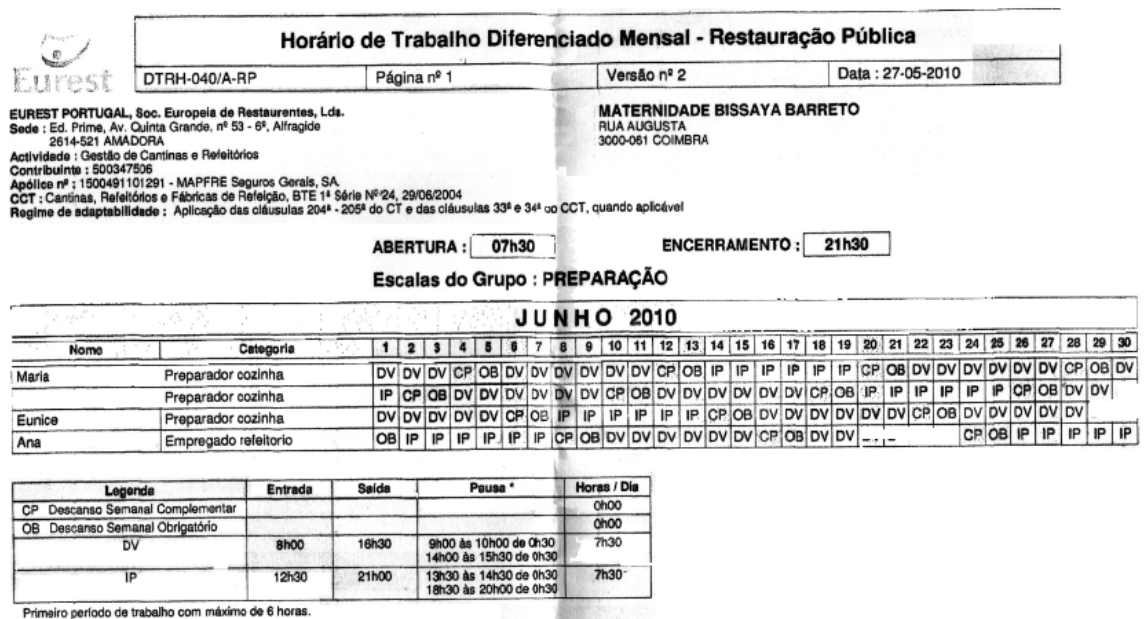 Eurest
Horário de Trabalho Diferenciado Mensal - Restauração Pública
DTRH-040/A-RP Página nº 1 Versão nº 2 Data : 27-05-2010
EUREST PORTUGAL, Soc. Europeia de Restaurentes, Lda.
Sede : Ed. Prime, Av. Quinta Grande, nº 53 - 6º, Alfragide
2614-521 AMADORA
Actividade : Gestão de Cantinas e Refeitórios
Contribuinte : 500347506
Apólice nº : 1500491101291 - MAPFRE Seguros Gerais, SA.
CCT : Cantinas, Refeitórios e Fábricas de Refeição, BTE 1ª Série Nº 24, 29/06/2004
Regime de adaptabilidade : Aplicação das cláusulas 204ª - 205ª do CT e das cláusulas 33ª e 34ª do CCT, quando aplicável
MATERNIDADE BISSAYA BARRETO
RUA AUGUSTA
3000-061 COIMBRA
ABERTURA : 07h30 ENCERRAMENTO : 21h30
Escalas do Grupo : PREPARAÇÃO
JUNHO 2010
Nome Categoria 1 2 3 4 5 6 7 8 9 10 11 12 13 14 15 16 17 18 19 20 21 22 23 24 25 26 27 28 29 30
Maria Preparador cozinha DV DV DV CP OB DV DV DV DV DV DV CP OB IP IP IP IP IP IP CP OB DV DV DV DV DV DV CP OB DV
Preparador cozinha IP CP OB DV DV DV DV DV DV CP OB DV DV DV DV DV DV CP OB IP IP IP IP IP IP CP OB DV DV
Eunice Preparador cozinha DV DV DV DV DV CP OB IP IP IP IP IP IP CP OB DV DV DV DV DV DV CP OB DV DV DV DV DV
Ana Empregado refeitorio OB IP IP IP IP IP IP CP OB DV DV DV DV DV DV CP OB DV DV CP OB IP IP IP IP IP
Legenda Entrada Saída Pausa * Horas / Dia
CP Descanso Semanal Complementar 0h00
OB Descanso Semanal Obrigatório 0h00
DV 8h00 16h30 9h00 às 10h00 de 0h30 7h30
14h00 às 15h30 de 0h30
IP 12h30 21h00 13h30 às 14h30 de 0h30 7h30
18h30 às 20h00 de 0h30
Primeiro período de trabalho com máximo de 6 horas.